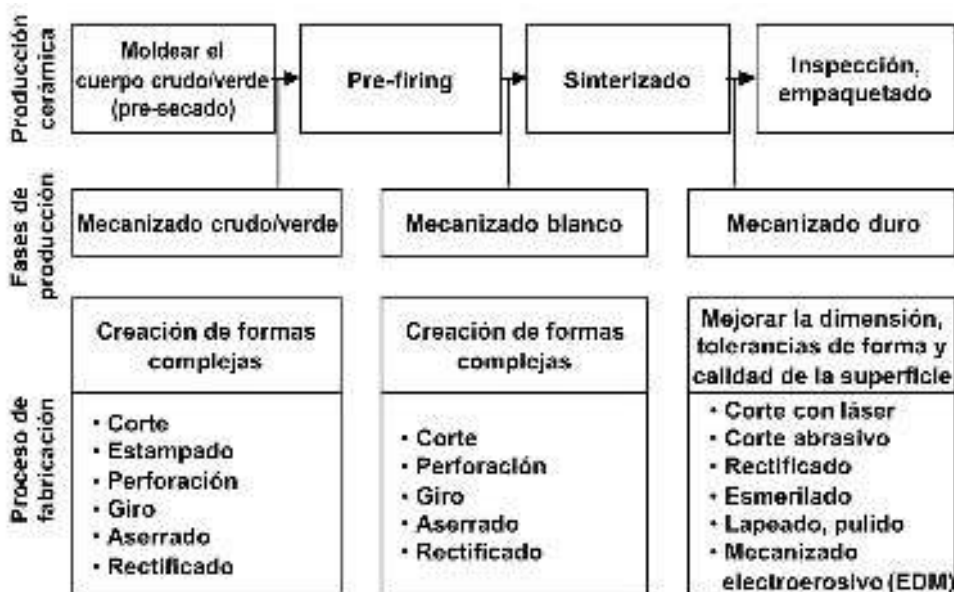 Producción
cerámica
Moldear el
cuerpo crudo/verde
(pre-secado)
Pre-firing
Sinterizado
Inspección,
empaquetado
Fases de
producción
Mecanizado crudo/verde
Mecanizado blanco
Mecanizado duro
Proceso de
fabricación
Creación de formas
complejas
• Corte
• Estampado
• Perforación
• Giro
• Aserrado
• Rectificado
Creación de formas
complejas
• Corte
• Perforación
• Giro
• Aserrado
• Rectificado
Mejorar la dimensión,
tolerancias de forma y
calidad de la superficie
• Corte con láser
• Corte abrasivo
• Rectificado
• Esmerilado
• Lapeado, pulido
• Mecanizado
electroerosivo (EDM)